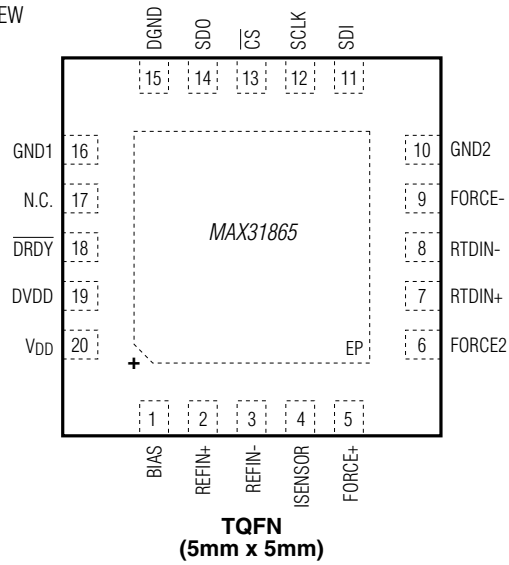 EW
DGND
SDO
CS
SCLK
SDI
15 14 13 12 11
GND1 16
N.C. 17
DRDY 18
DVDD 19
VDD 20
MAX31865
EP
+
10 GND2
9 FORCE-
8 RTDIN-
7 RTDIN+
6 FORCE2
1 2 3 4 5
BIAS
REFIN+
REFIN-
ISENSOR
FORCE+
TQFN
(5mm x 5mm)